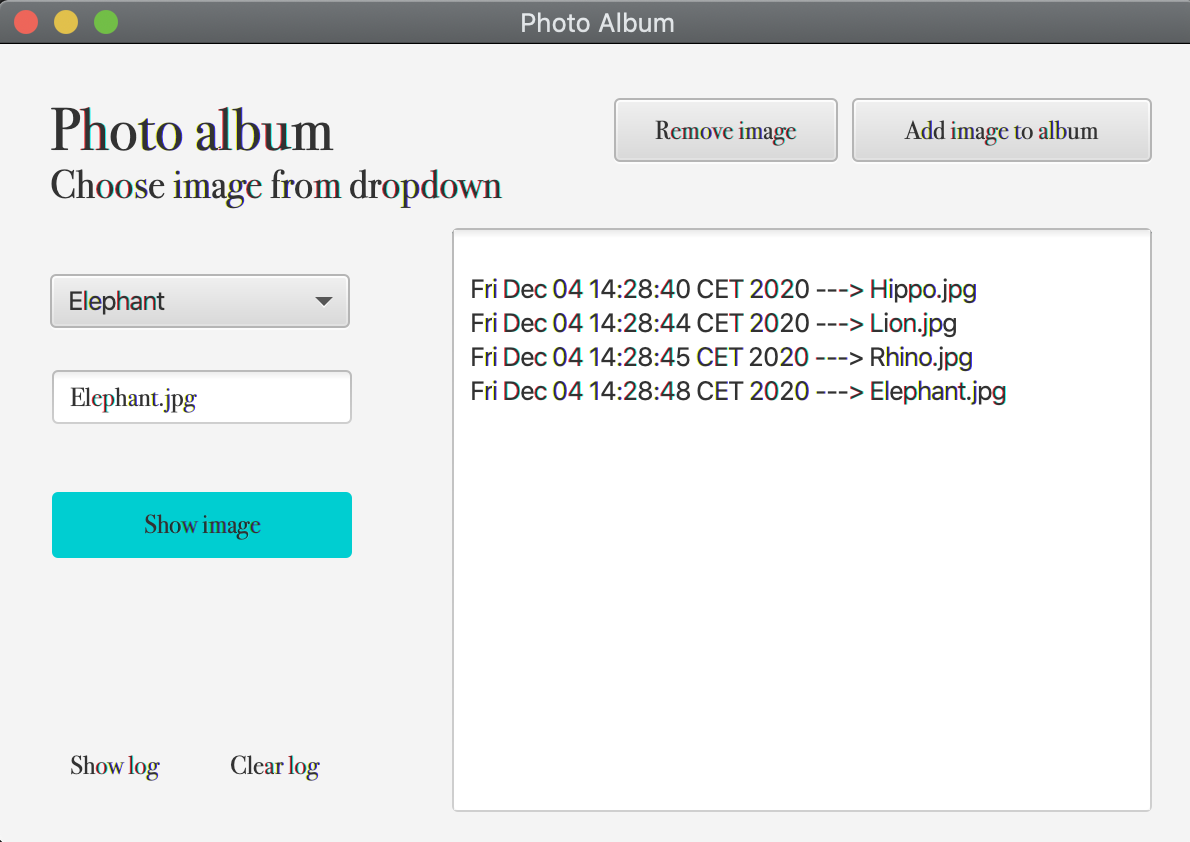 Photo Album
Photo album
Remove image
Add image to album
Choose image from dropdown
Elephant
Elephant.jpg
Show image
Fri Dec 04 14:28:40 CET 2020 ---> Hippo.jpg
Fri Dec 04 14:28:44 CET 2020 ---> Lion.jpg
Fri Dec 04 14:28:45 CET 2020 ---> Rhino.jpg
Fri Dec 04 14:28:48 CET 2020 ---> Elephant.jpg
Show log
Clear log